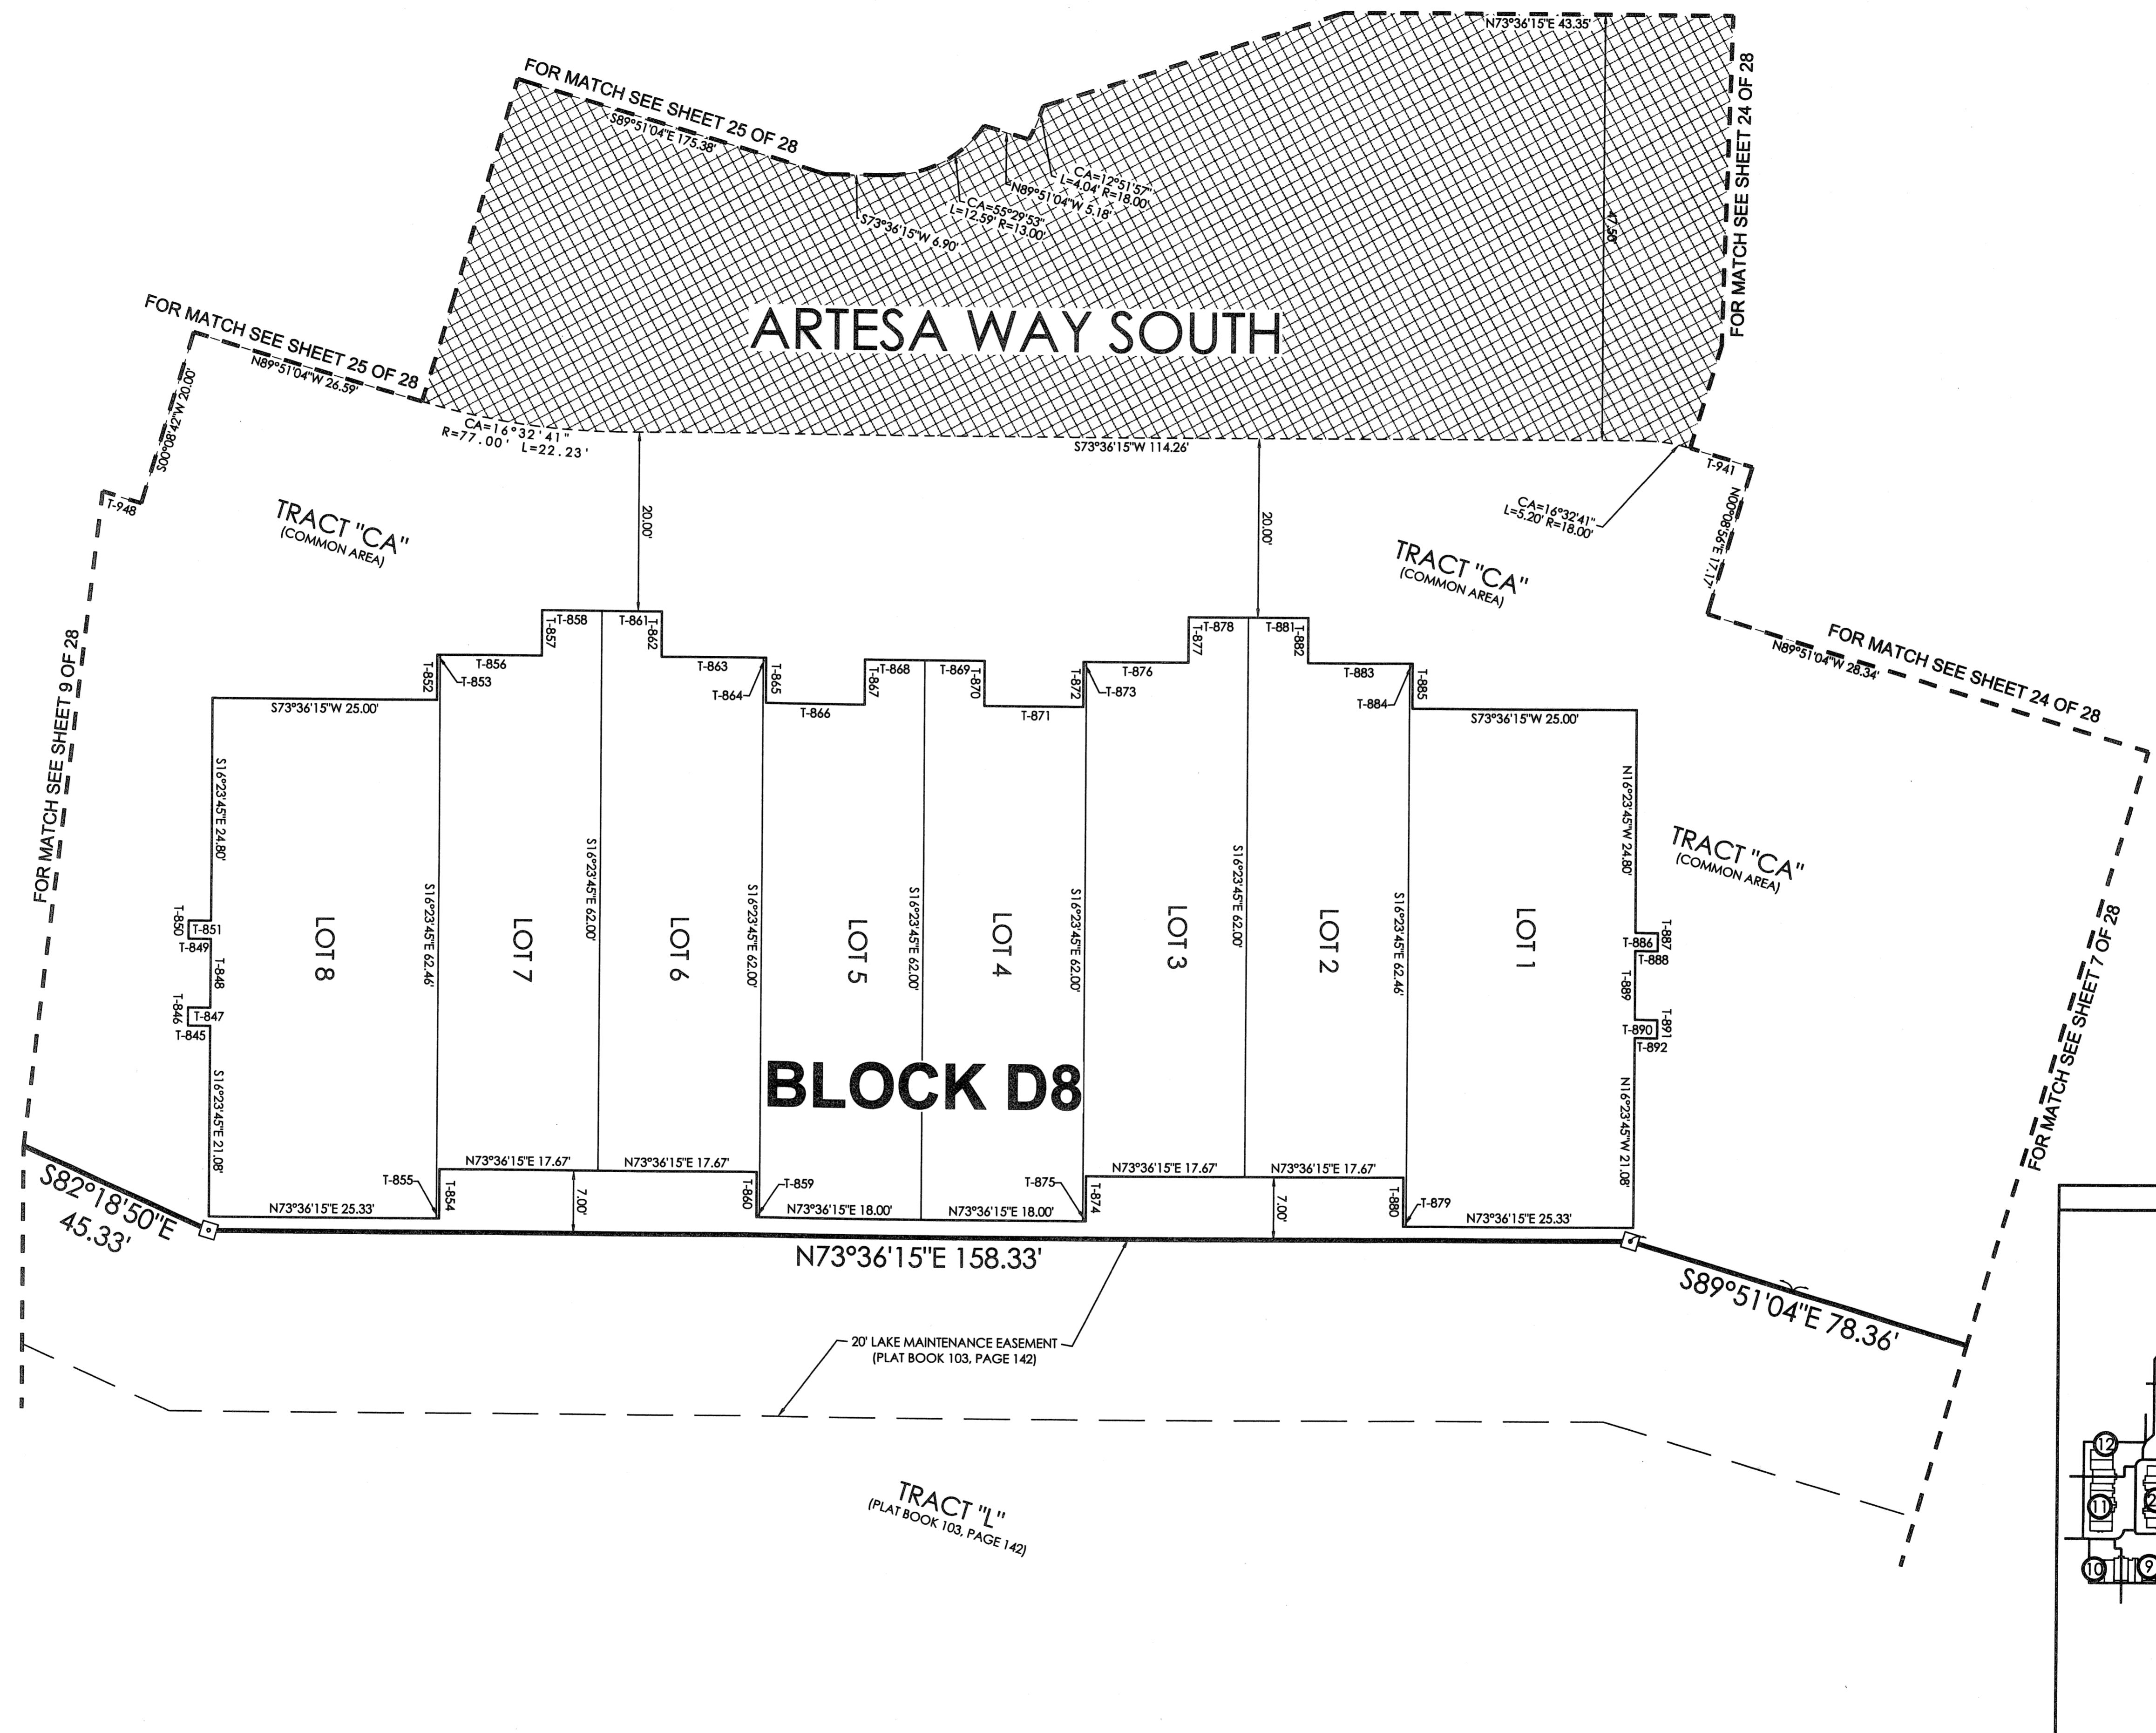 N73°36'15"E 43.35'
FOR MATCH SEE SHEET 25 OF 28
S89°51'04"E 175.38'
FOR MATCH SEE SHEET 24 OF 28
47.50'
CA=12°51'57"
L=4.04' R=18.00'
N89°51'04"W 5.18'
CA=55°29'53"
L=12.59' R=13.00'
S73°36'15"W 6.90'
ARTESA WAY SOUTH
FOR MATCH SEE SHEET 25 OF 28
N89°51'04"W 26.59'
S00°08'42"W 20.00'
T-948
CA=16°32'41"
R=77.00' L=22.23'
S73°36'15"W 114.26'
T-941
CA=16°32'41"
L=5.20' R=18.00'
N00°08'56"E 17.17'
20.00'
20.00'
TRACT "CA"
(COMMON AREA)
TRACT "CA"
(COMMON AREA)
FOR MATCH SEE SHEET 24 OF 28
N89°51'04"W 28.34'
FOR MATCH SEE SHEET 9 OF 28
T-858
T-861
T-857
T-862
T-878
T-881
T-877
T-882
T-852
T-856
T-853
T-863
T-864
T-865
T-868
T-869
T-867
T-870
T-866
T-871
T-872
T-873
T-876
T-883
T-884
T-885
S73°36'15"W 25.00'
S73°36'15"W 25.00'
S16°23'45"E 24.80'
N16°23'45"W 24.80'
TRACT "CA"
(COMMON AREA)
S16°23'45"E 62.46'
S16°23'45"E 62.00'
S16°23'45"E 62.00'
S16°23'45"E 62.00'
S16°23'45"E 62.00'
S16°23'45"E 62.00'
S16°23'45"E 62.46'
LOT 8
LOT 7
LOT 6
LOT 5
LOT 4
LOT 3
LOT 2
LOT 1
T-850
T-851
T-849
T-848
T-846
T-847
T-845
T-887
T-886
T-888
T-889
T-891
T-890
T-892
FOR MATCH SEE SHEET 7 OF 28
BLOCK D8
S16°23'45"E 21.08'
N16°23'45"W 21.08'
N73°36'15"E 17.67'
N73°36'15"E 17.67'
N73°36'15"E 17.67'
N73°36'15"E 17.67'
T-855
T-854
T-860
T-859
T-875
T-874
T-880
T-879
7.00'
7.00'
N73°36'15"E 25.33'
N73°36'15"E 18.00'
N73°36'15"E 18.00'
N73°36'15"E 25.33'
S82°18'50"E
45.33'
N73°36'15"E 158.33'
S89°51'04"E 78.36'
20' LAKE MAINTENANCE EASEMENT
(PLAT BOOK 103, PAGE 142)
TRACT "L"
(PLAT BOOK 103, PAGE 142)
12
11
2
10
9